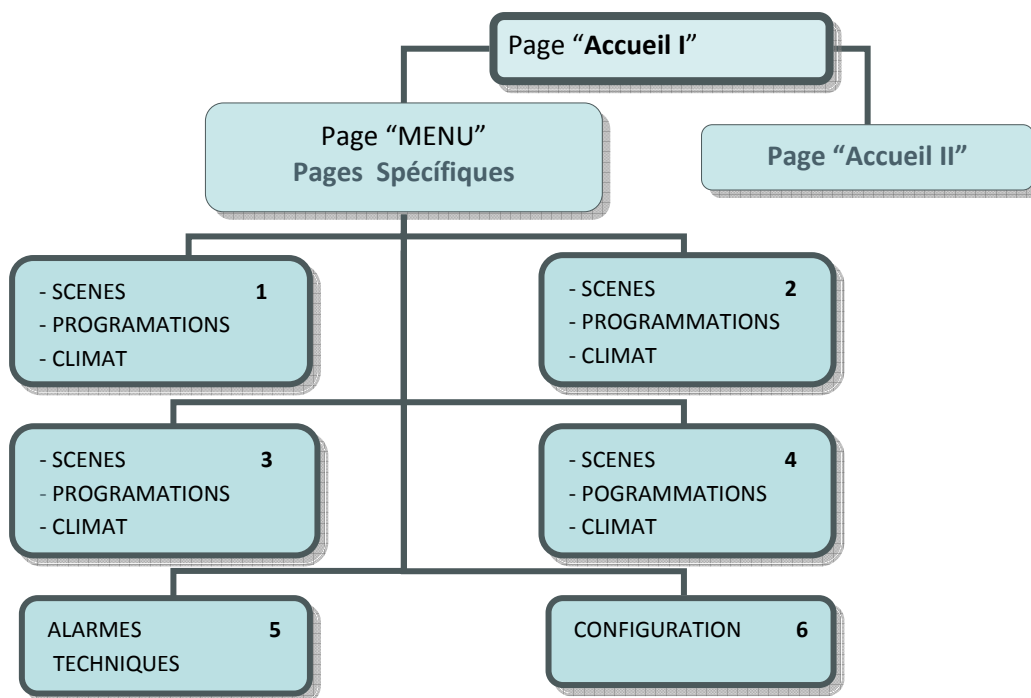 Page “Accueil I”
Page “MENU”
Pages Spécífiques
Page “Accueil II”
- SCENES 1
- PROGRAMATIONS
- CLIMAT
- SCENES 2
- PROGRAMMATIONS
- CLIMAT
- SCENES 3
- PROGRAMATIONS
- CLIMAT
- SCENES 4
- POGRAMMATIONS
- CLIMAT
ALARMES 5
TECHNIQUES
CONFIGURATION 6